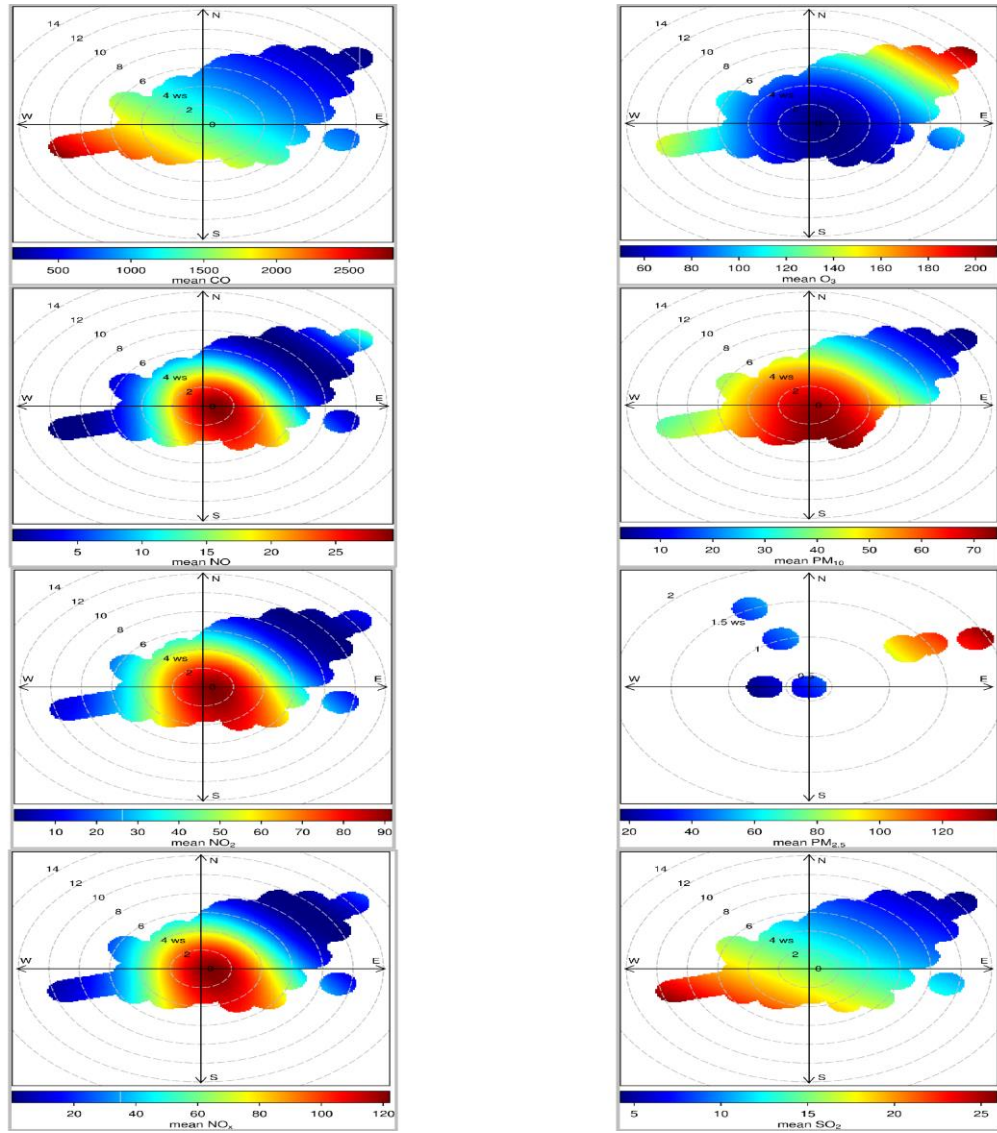 14
N
12
10
8
6
4 ws
2
W
E
0
S
500 1000 1500 2000 2500
mean CO
14
N
12
10
8
6
4 ws
W
E
S
60 80 100 120 140 160 180 200
mean O₃
14
N
12
10
8
6
4 ws
2
W
E
0
S
5 10 15 20 25
mean NO
14
N
12
10
8
6
4 ws
2
W
E
0
S
10 20 30 40 50 60 70
mean PM₁₀
14
N
12
10
8
6
4 ws
2
W
E
0
S
10 20 30 40 50 60 70 80 90
mean NO₂
2
N
1.5 ws
1
W
E
0
S
20 40 60 80 100 120
mean PM₂.₅
14
N
12
10
8
6
4 ws
2
W
E
0
S
20 40 60 80 100 120
mean NOₓ
14
N
12
10
8
6
4 ws
2
W
E
0
S
5 10 15 20 25
mean SO₂